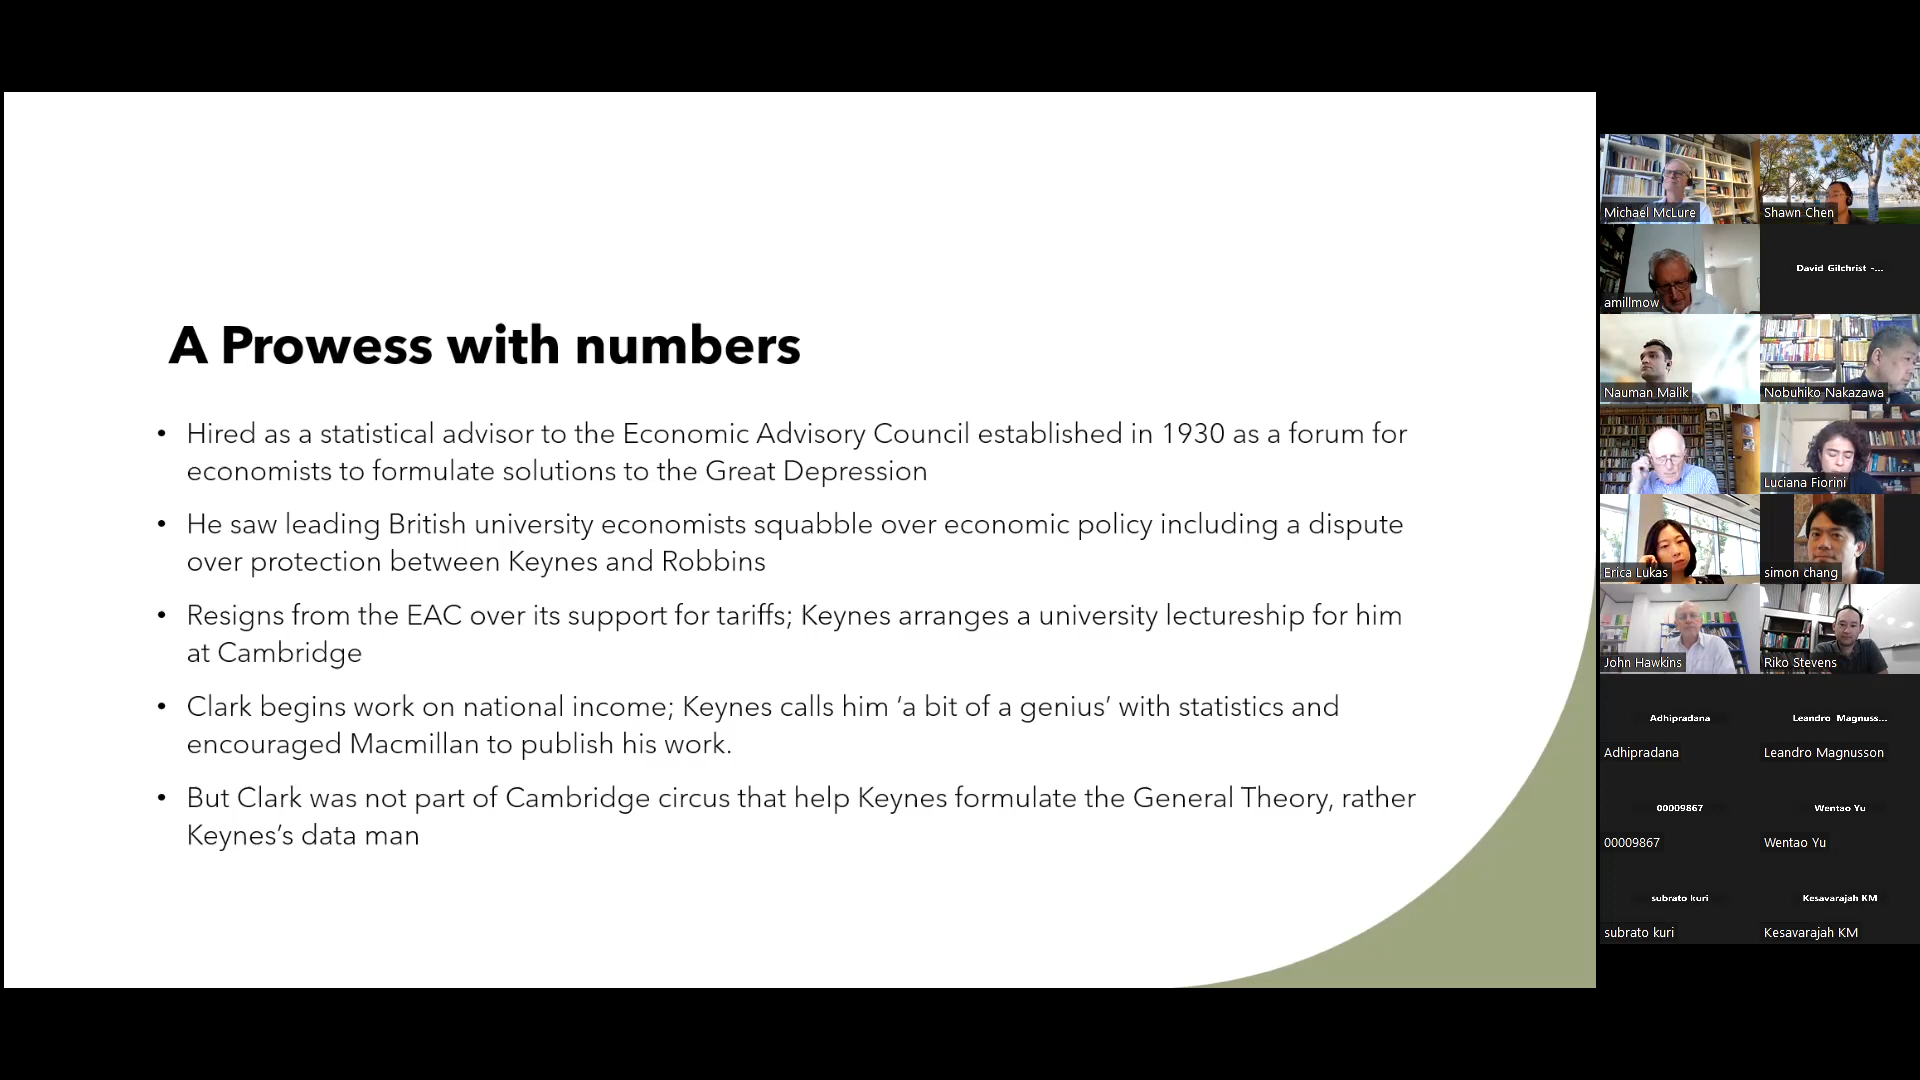 A Prowess with numbers
• Hired as a statistical advisor to the Economic Advisory Council established in 1930 as a forum for
economists to formulate solutions to the Great Depression
• He saw leading British university economists squabble over economic policy including a dispute
over protection between Keynes and Robbins
• Resigns from the EAC over its support for tariffs; Keynes arranges a university lectureship for him
at Cambridge
• Clark begins work on national income; Keynes calls him ‘a bit of a genius’ with statistics and
encouraged Macmillan to publish his work.
• But Clark was not part of Cambridge circus that help Keynes formulate the General Theory, rather
Keynes’s data man
Michael McLure
Shawn Chen
amillmow
David Gilchrist -...
Nauman Malik
Nobuhiko Nakazawa
Luciana Fiorini
Erica Lukas
simon chang
John Hawkins
Riko Stevens
Adhipradana
Adhipradana
Leandro Magnuss...
Leandro Magnusson
00009867
00009867
Wentao Yu
Wentao Yu
subrato kuri
subrato kuri
Kesavarajah KM
Kesavarajah KM